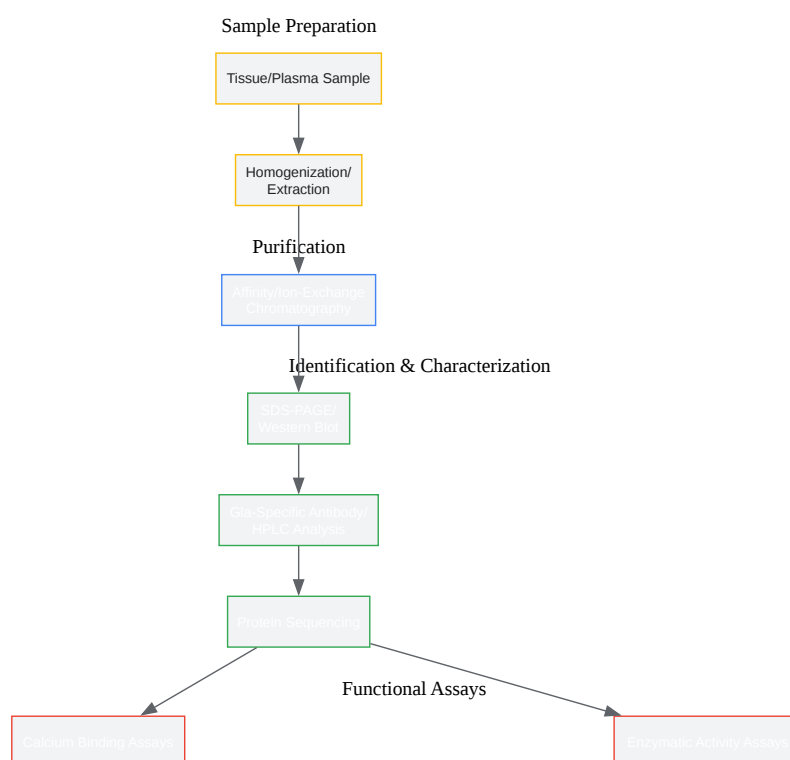 Sample Preparation
Tissue/Plasma Sample
Homogenization/
Extraction
Purification
Affinity/Ion-Exchange
Chromatography
Identification & Characterization
SDS-PAGE/
Western Blot
Gla-Specific Antibody/
HPLC Analysis
Protein Sequencing
Functional Assays
Calcium Binding Assays
Enzymatic Activity Assays